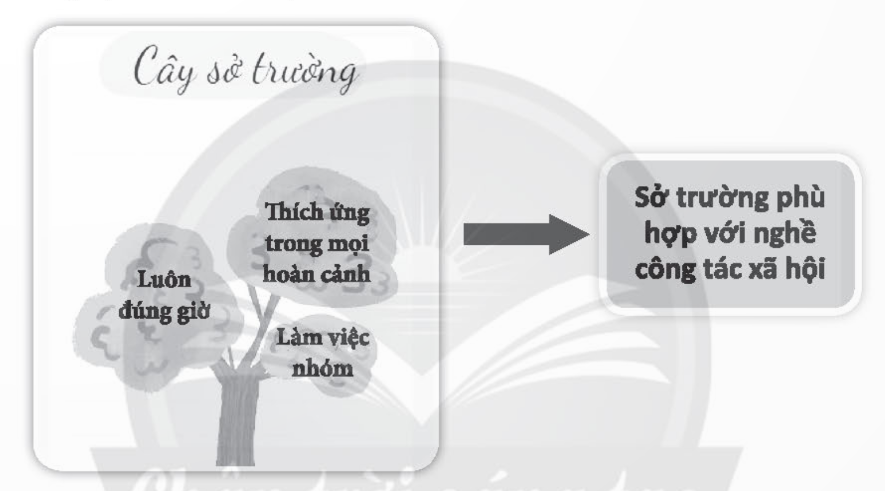 Cây sở trường
Thích ứng
trong mọi
hoàn cảnh
Luôn
đúng giờ
Làm việc
nhóm
Sở trường phù
hợp với nghề
công tác xã hội